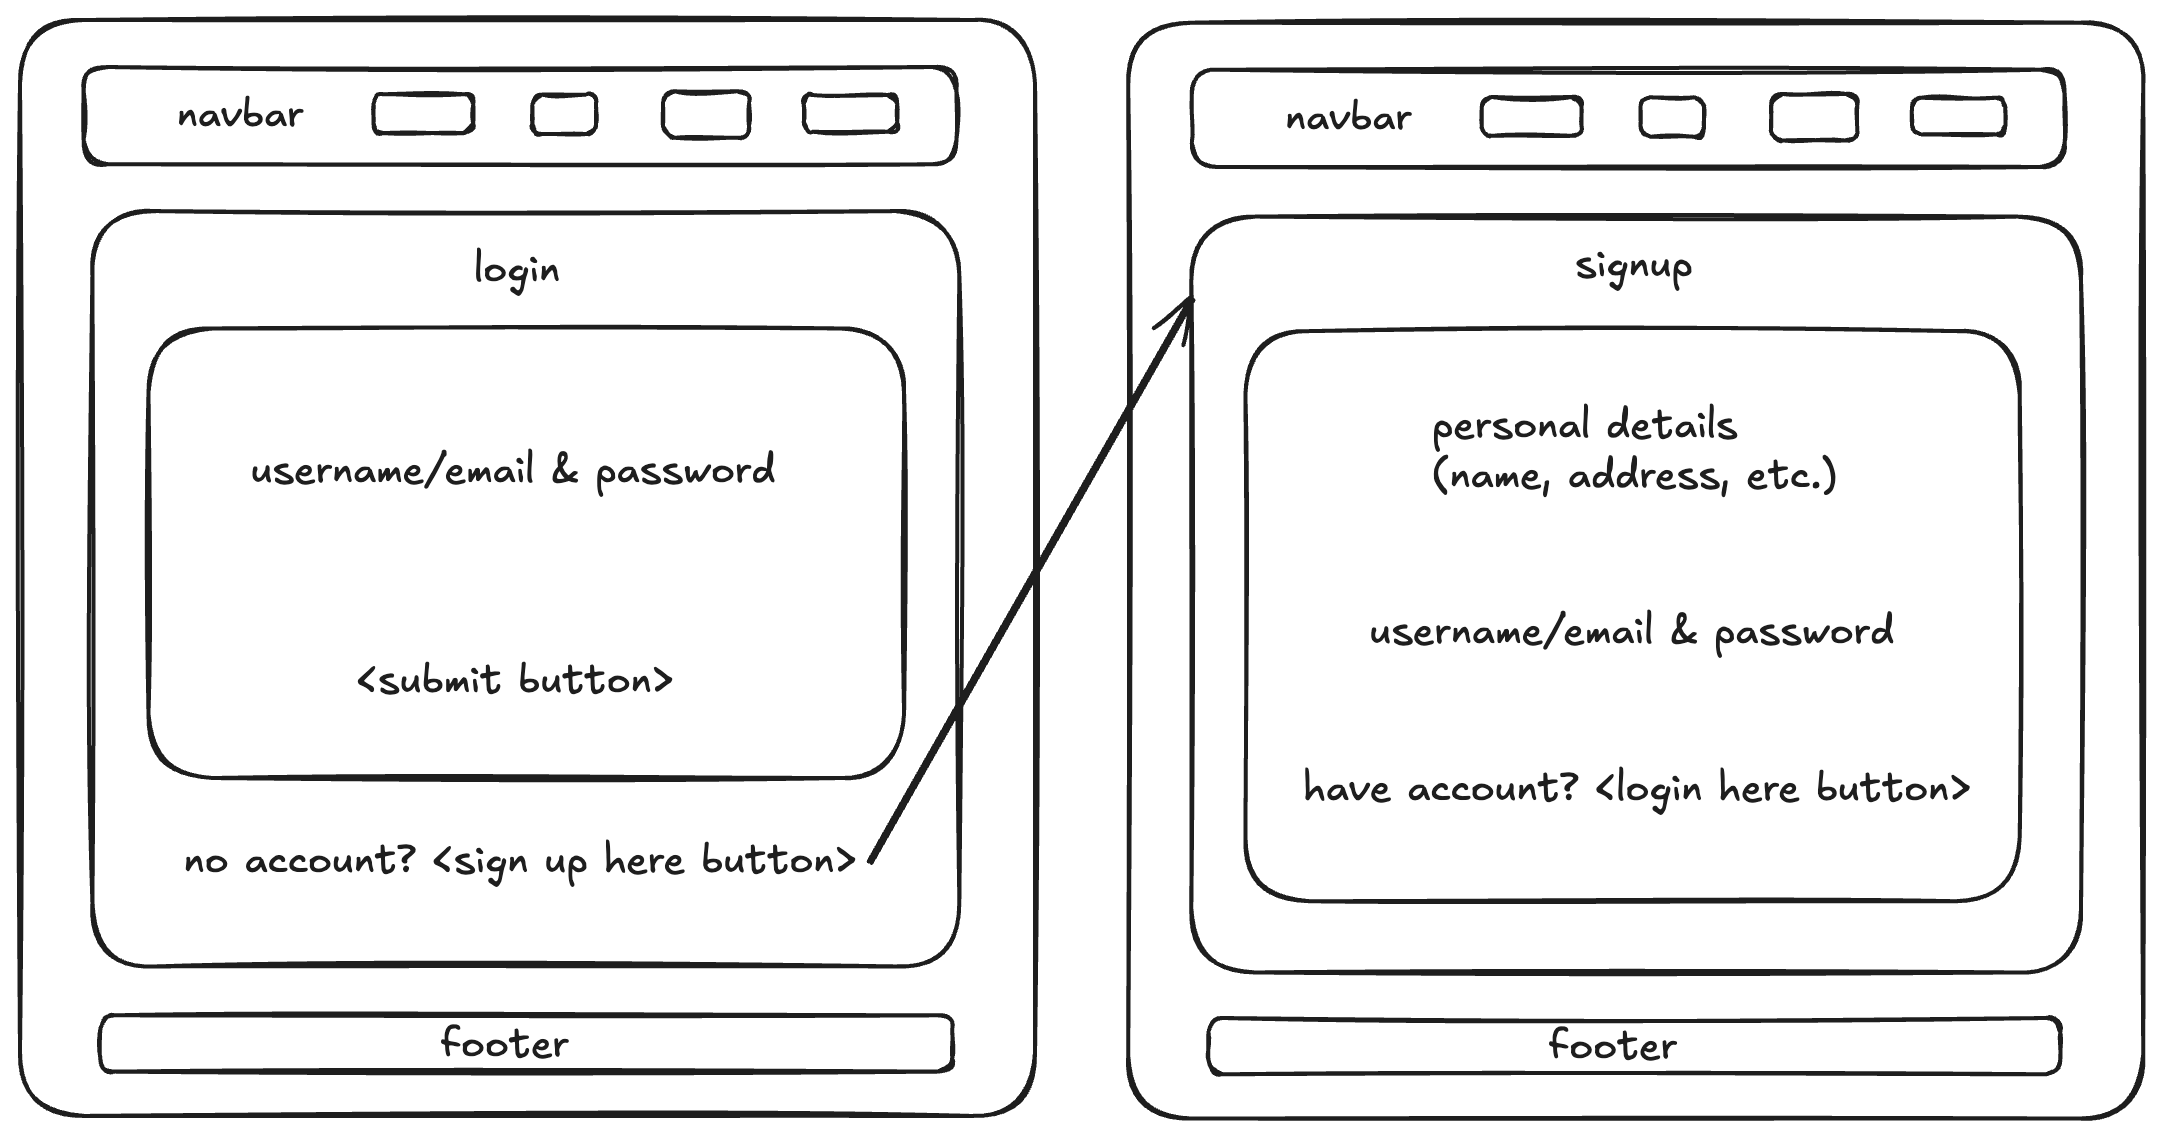 navbar
login
username/email & password
<submit button>
no account? <sign up here button>
footer
navbar
signup
personal details
(name, address, etc.)
username/email & password
have account? <login here button>
footer